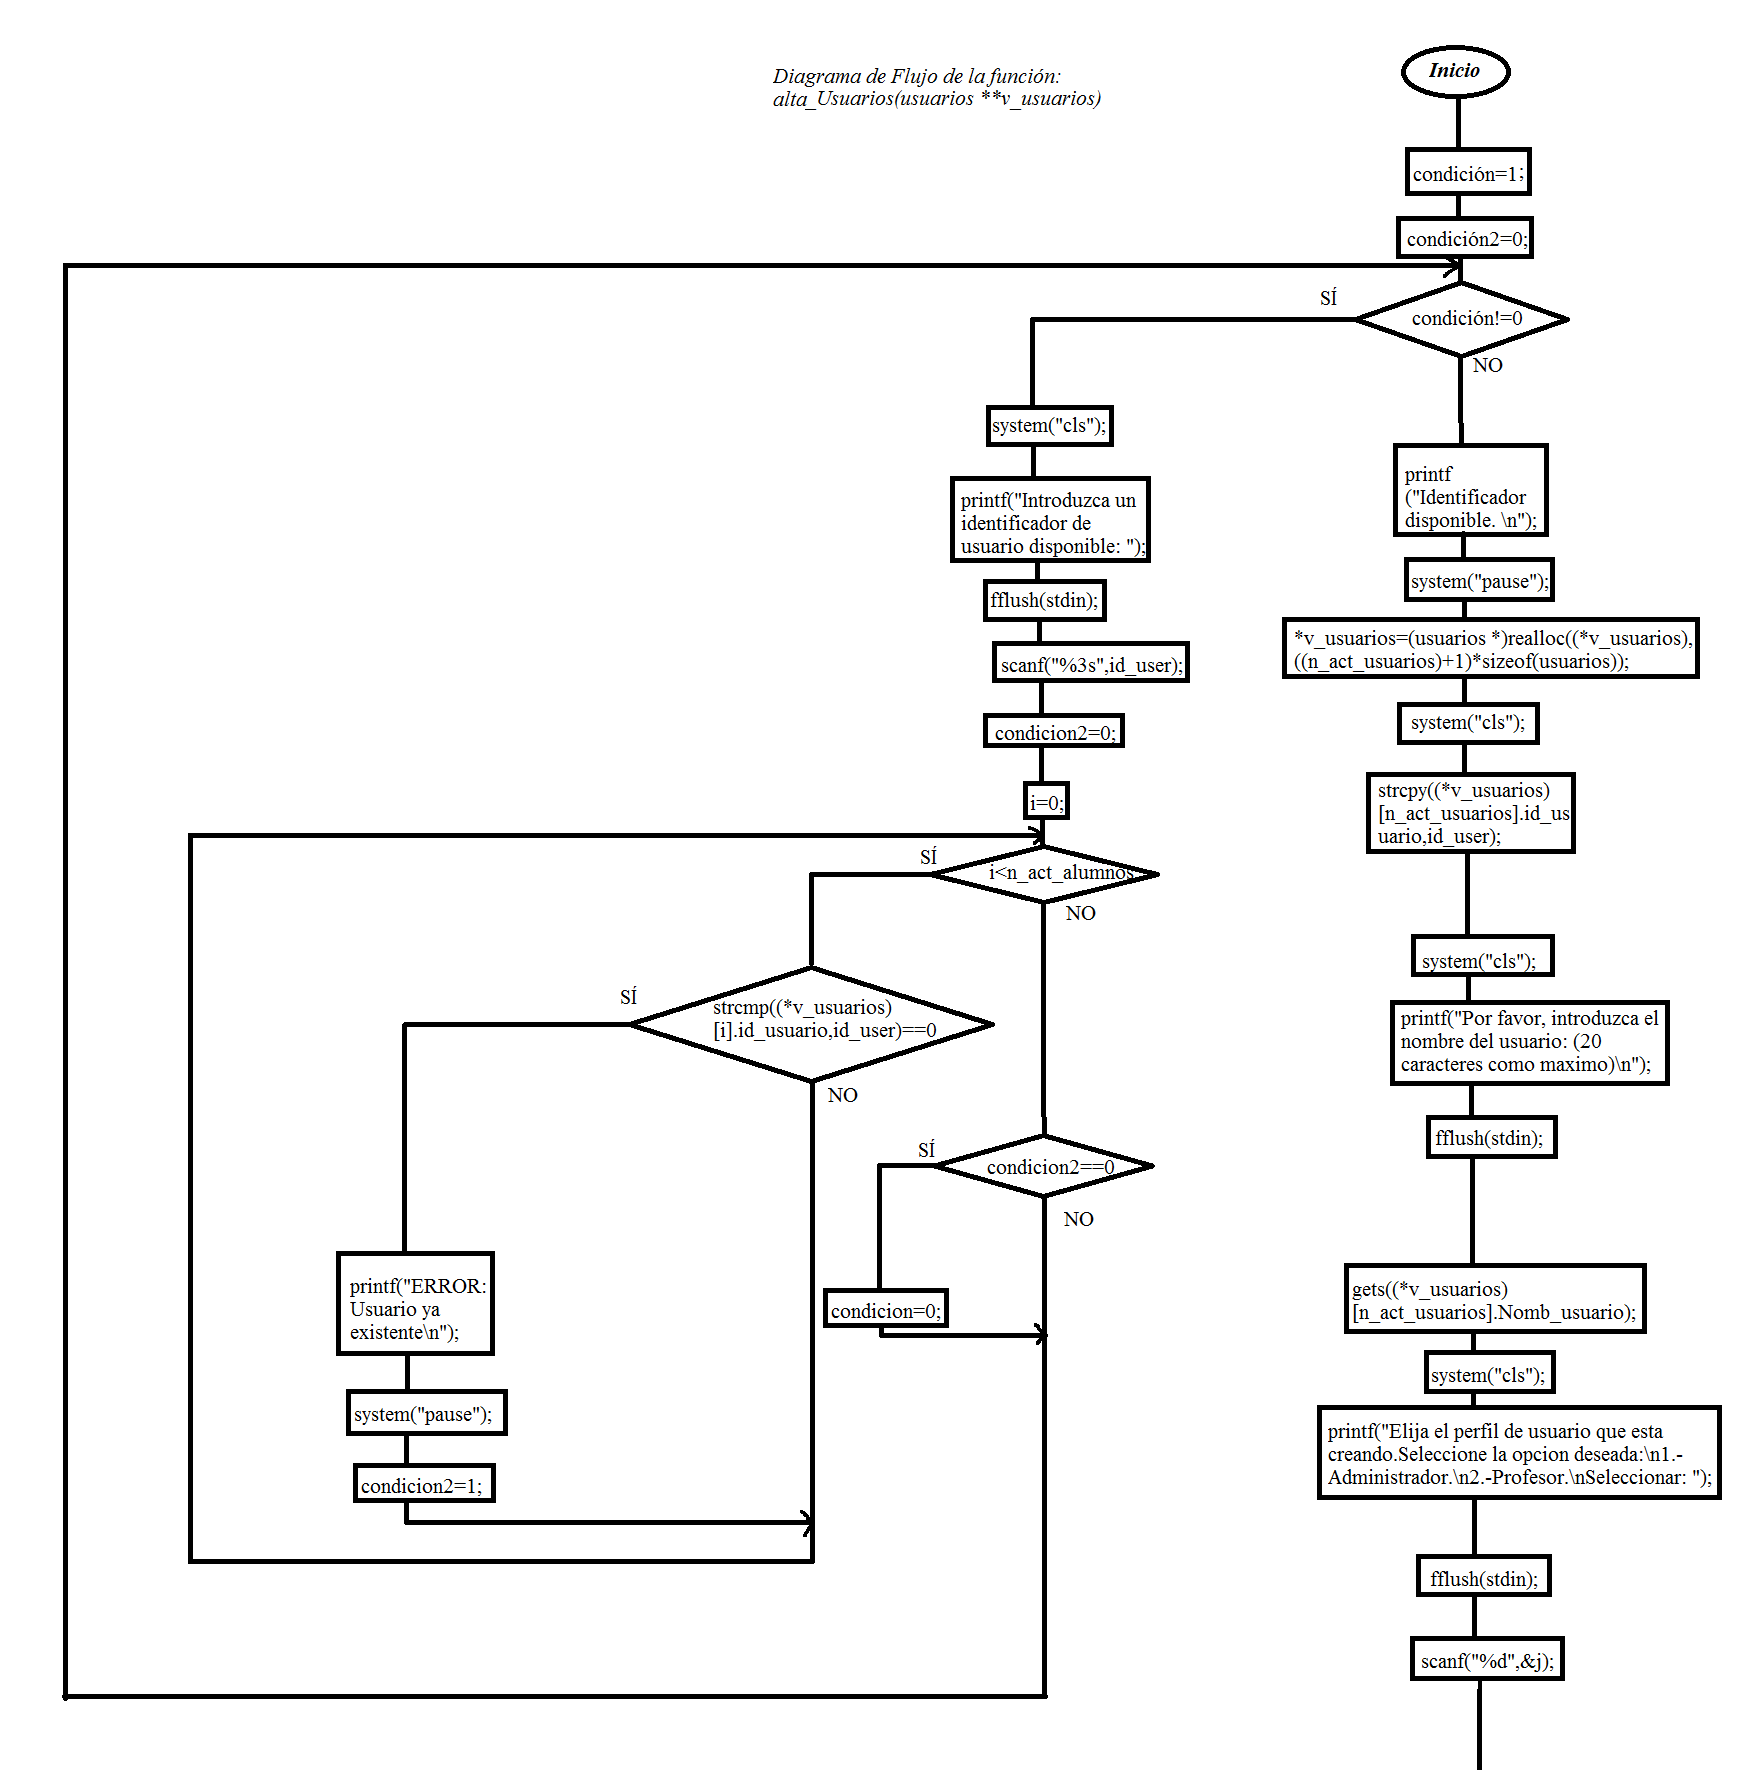 Diagrama de Flujo de la función:
alta_Usuarios(usuarios **v_usuarios)
Inicio
condición=1;
condición2=0;
condición!=0
SÍ
NO
system("cls");
printf("Introduzca un
identificador de
usuario disponible: ");
fflush(stdin);
scanf("%3s",id_user);
condicion2=0;
i=0;
i<n_act_alumnos
SÍ
NO
strcmp((*v_usuarios)
[i].id_usuario,id_user)==0
SÍ
NO
printf("ERROR:
Usuario ya
existente\n");
system("pause");
condicion2=1;
condicion2==0
SÍ
NO
condicion=0;
printf
("Identificador
disponible. \n");
system("pause");
*v_usuarios=(usuarios *)realloc((*v_usuarios),
((n_act_usuarios)+1)*sizeof(usuarios));
system("cls");
strcpy((*v_usuarios)
[n_act_usuarios].id_us
uario,id_user);
system("cls");
printf("Por favor, introduzca el
nombre del usuario: (20
caracteres como maximo)\n");
fflush(stdin);
gets((*v_usuarios)
[n_act_usuarios].Nomb_usuario);
system("cls");
printf("Elija el perfil de usuario que esta
creando.Seleccione la opcion deseada:\n1.-
Administrador.\n2.-Profesor.\nSeleccionar: ");
fflush(stdin);
scanf("%d",&j);